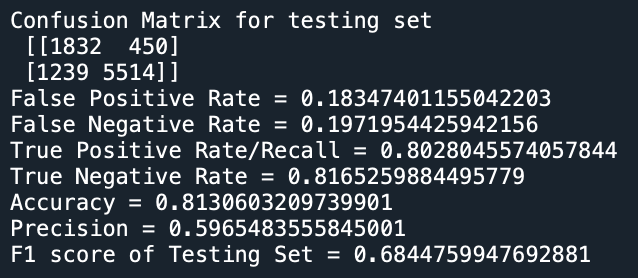 Confusion Matrix for testing set
[[1832 450]
[1239 5514]]
False Positive Rate = 0.18347401155042203
False Negative Rate = 0.1971954425942156
True Positive Rate/Recall = 0.8028045574057844
True Negative Rate = 0.8165259884495779
Accuracy = 0.8130603209739901
Precision = 0.5965483555845001
F1 score of Testing Set = 0.6844759947692881